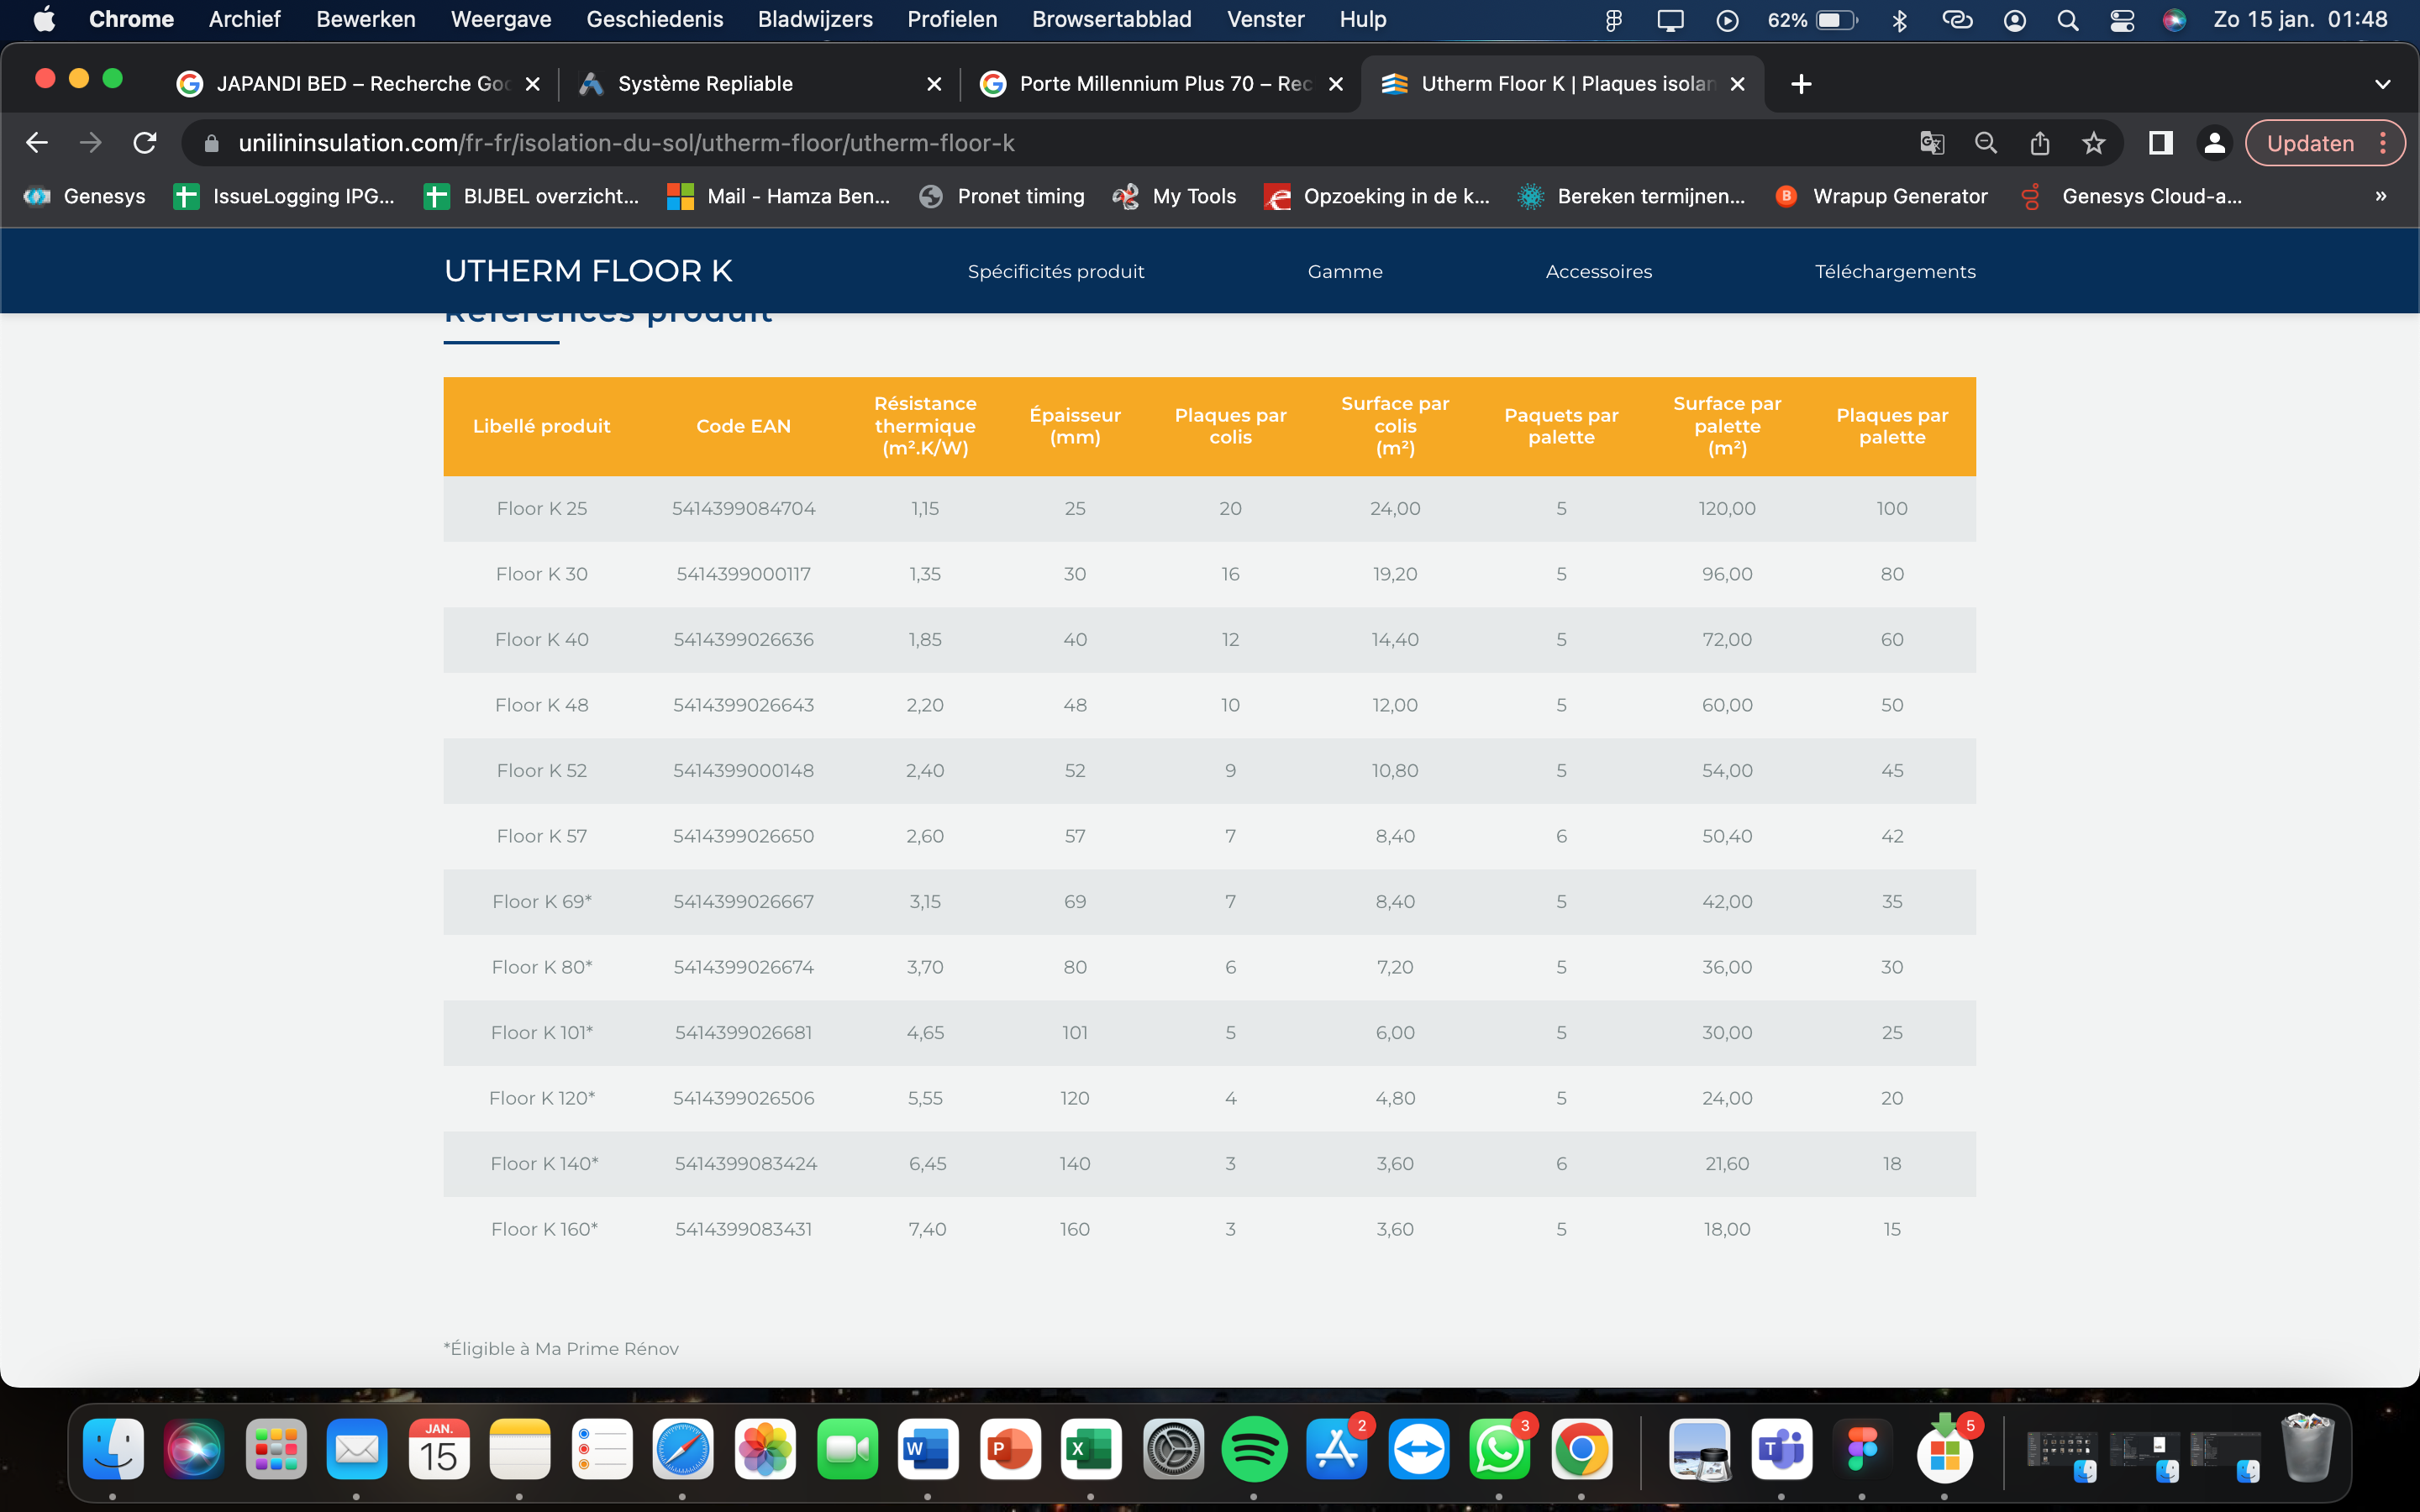 Chrome Archief Bewerken Weergave Geschiedenis Bladwijzers Profielen Browsertabblad Venster Hulp 62% Zo 15 jan. 01:48
JAPANDI BED – Recherche Goo Système Repliable Porte Millennium Plus 70 – Rec Utherm Floor K | Plaques isolan
unilininsulation.com/fr-fr/isolation-du-sol/utherm-floor/utherm-floor-k Updaten
Genesys IssueLogging IPG... BIJBEL overzicht... Mail - Hamza Ben... Pronet timing My Tools Opzoeking in de k... Bereken termijnen... B Wrapup Generator Genesys Cloud-a... »
UTHERM FLOOR K Spécificités produit Gamme Accessoires Téléchargements
Références produit
Libellé produit Code EAN Résistance thermique (m².K/W) Épaisseur (mm) Plaques par colis Surface par colis (m²) Paquets par palette Surface par palette (m²) Plaques par palette
Floor K 25 5414399084704 1,15 25 20 24,00 5 120,00 100
Floor K 30 5414399000117 1,35 30 16 19,20 5 96,00 80
Floor K 40 5414399026636 1,85 40 12 14,40 5 72,00 60
Floor K 48 5414399026643 2,20 48 10 12,00 5 60,00 50
Floor K 52 5414399000148 2,40 52 9 10,80 5 54,00 45
Floor K 57 5414399026650 2,60 57 7 8,40 6 50,40 42
Floor K 69* 5414399026667 3,15 69 7 8,40 5 42,00 35
Floor K 80* 5414399026674 3,70 80 6 7,20 5 36,00 30
Floor K 101* 5414399026681 4,65 101 5 6,00 5 30,00 25
Floor K 120* 5414399026506 5,55 120 4 4,80 5 24,00 20
Floor K 140* 5414399083424 6,45 140 3 3,60 6 21,60 18
Floor K 160* 5414399083431 7,40 160 3 3,60 5 18,00 15
*Éligible à Ma Prime Rénov
JAN. 15 W P X 2 3 T 5